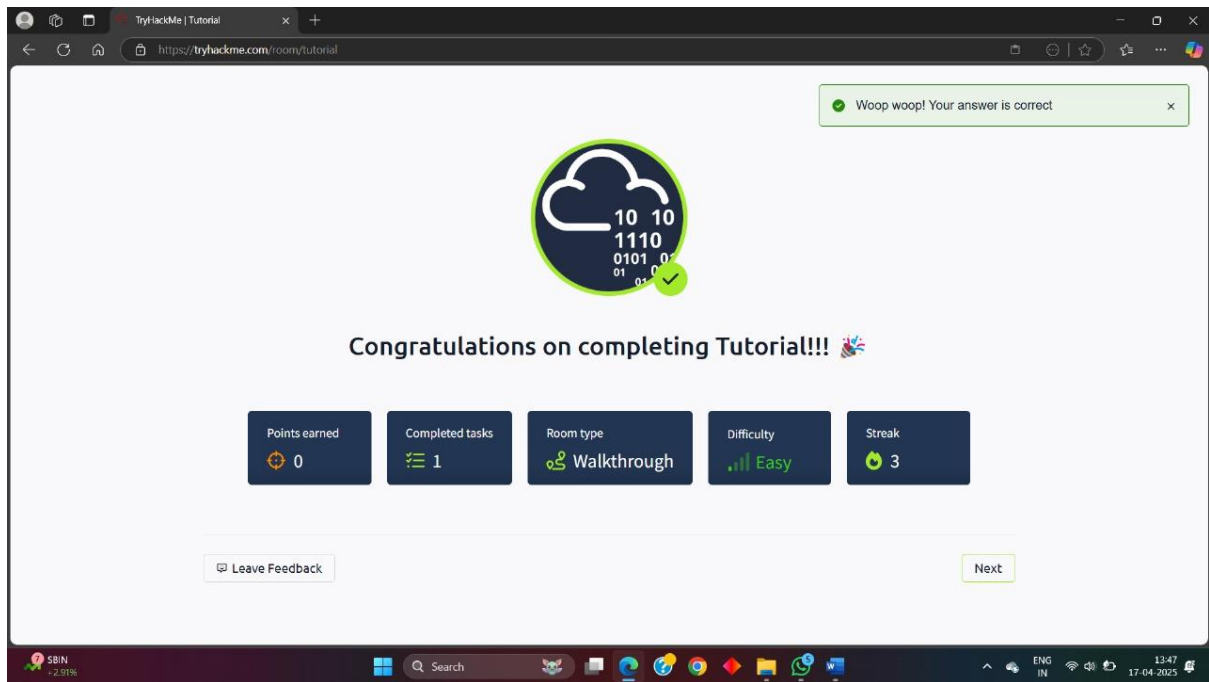 TryHackMe | Tutorial
https://tryhackme.com/room/tutorial
Woop woop! Your answer is correct
10 10
1110
0101
01
Congratulations on completing Tutorial!!! 🎉
Points earned
0
Completed tasks
1
Room type
Walkthrough
Difficulty
Easy
Streak
3
Leave Feedback
Next
7
SBIN
+2.91%
Search
ENG
IN
13:47
17-04-2025